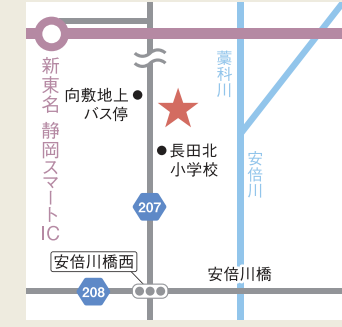 新東名 静岡スマートIC
向敷地上
バス停
藁科川
長田北
小学校
安倍川
207
安倍川橋西
208
安倍川橋